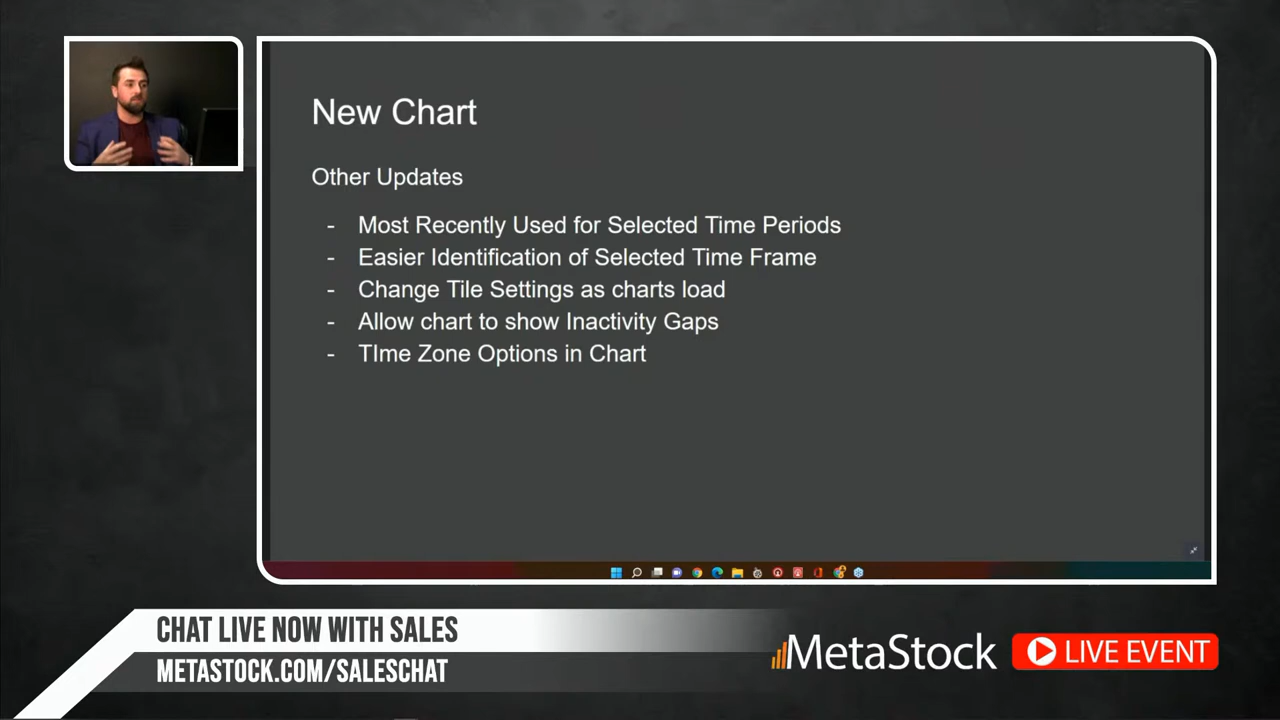 New Chart
Other Updates
- Most Recently Used for Selected Time Periods
- Easier Identification of Selected Time Frame
- Change Tile Settings as charts load
- Allow chart to show Inactivity Gaps
- TIme Zone Options in Chart
CHAT LIVE NOW WITH SALES
METASTOCK.COM/SALESCHAT
MetaStock
LIVE EVENT